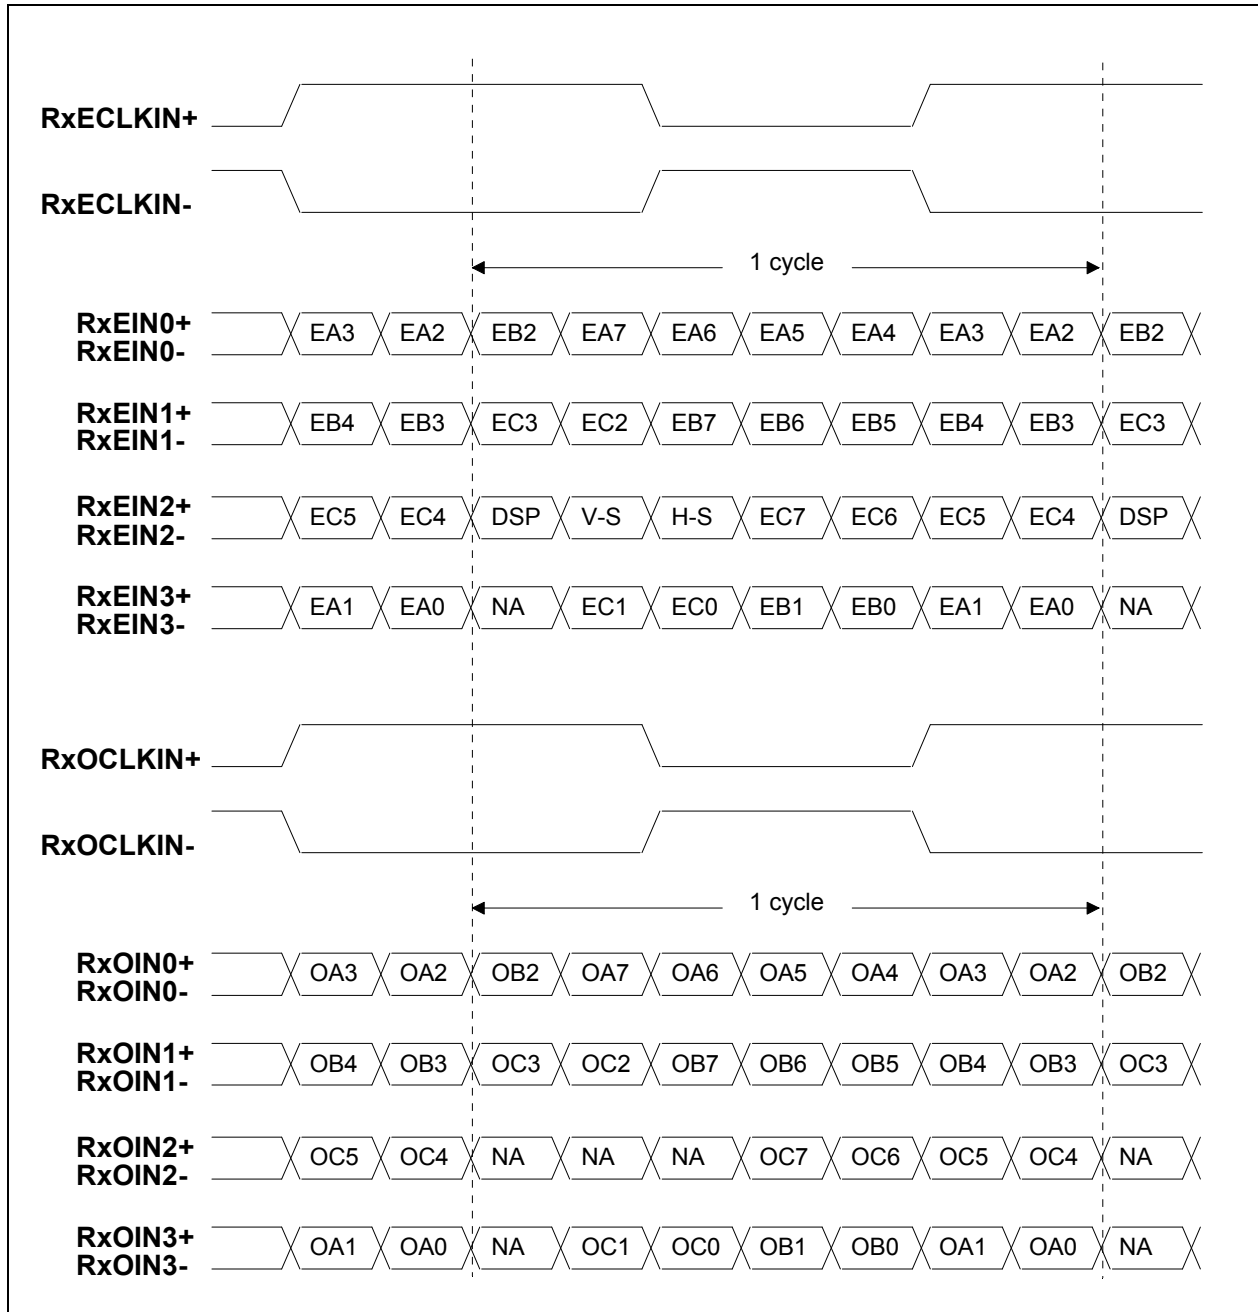 RxECLKIN+
RxECLKIN-
1 cycle
RxEIN0+ EA3 EA2 EB2 EA7 EA6 EA5 EA4 EA3 EA2 EB2
RxEIN0-
RxEIN1+ EB4 EB3 EC3 EC2 EB7 EB6 EB5 EB4 EB3 EC3
RxEIN1-
RxEIN2+ EC5 EC4 DSP V-S H-S EC7 EC6 EC5 EC4 DSP
RxEIN2-
RxEIN3+ EA1 EA0 NA EC1 EC0 EB1 EB0 EA1 EA0 NA
RxEIN3-
RxOCLKIN+
RxOCLKIN-
1 cycle
RxOIN0+ OA3 OA2 OB2 OA7 OA6 OA5 OA4 OA3 OA2 OB2
RxOIN0-
RxOIN1+ OB4 OB3 OC3 OC2 OB7 OB6 OB5 OB4 OB3 OC3
RxOIN1-
RxOIN2+ OC5 OC4 NA NA NA OC7 OC6 OC5 OC4 NA
RxOIN2-
RxOIN3+ OA1 OA0 NA OC1 OC0 OB1 OB0 OA1 OA0 NA
RxOIN3-